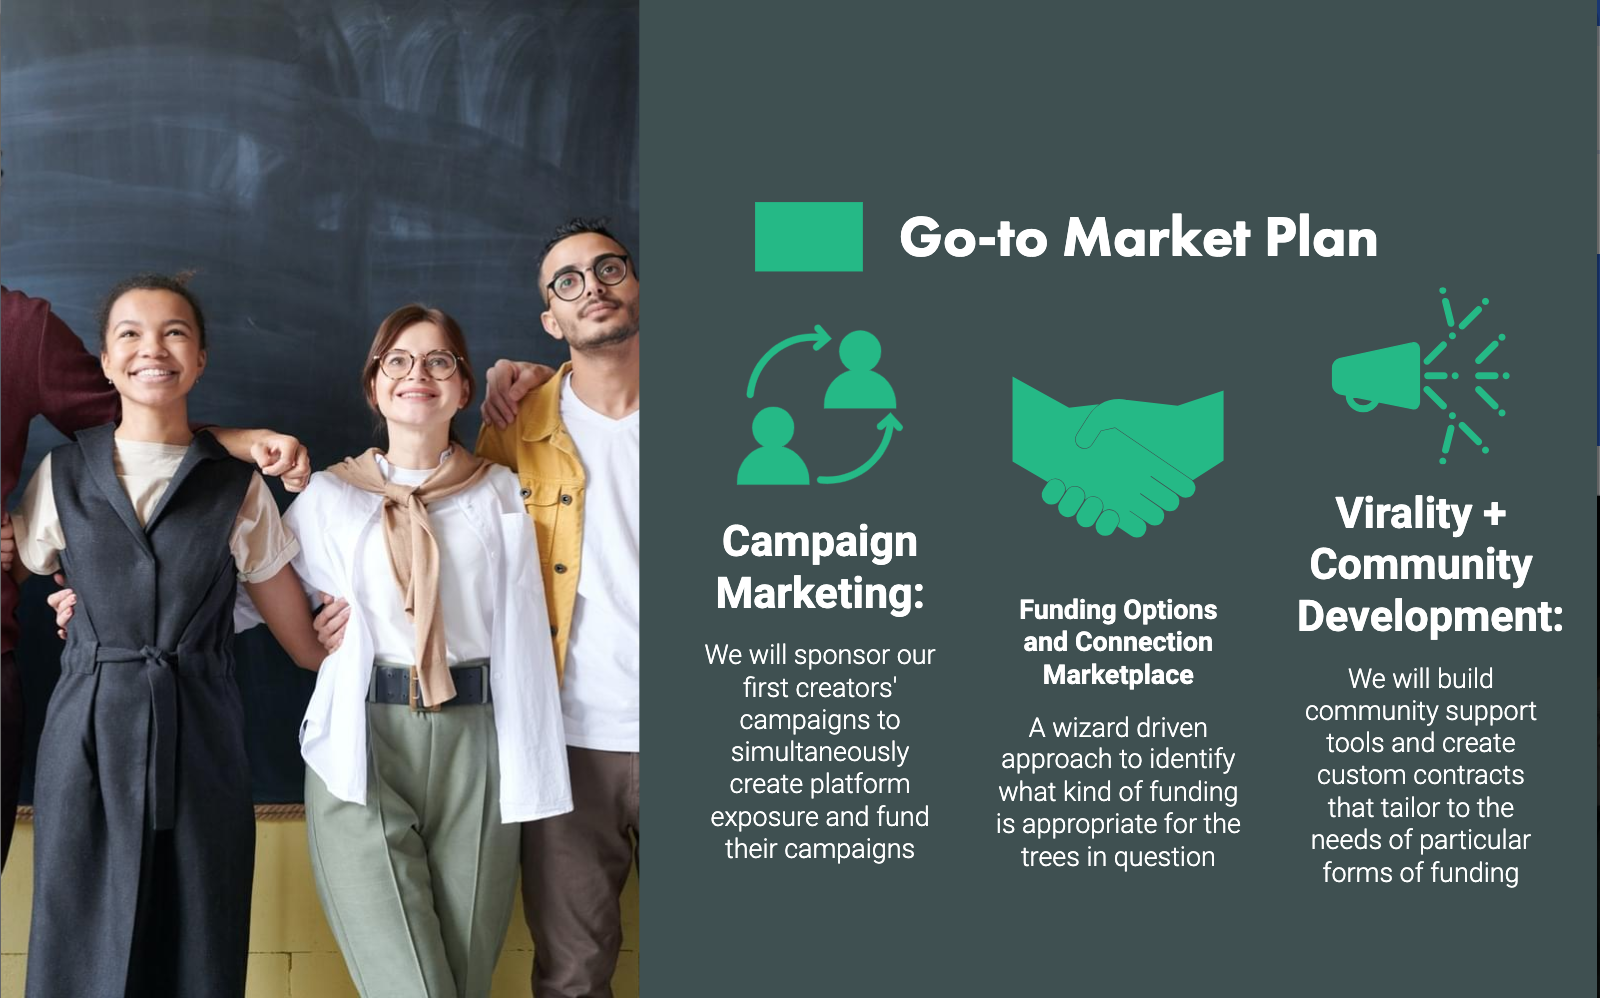 Go-to Market Plan
Campaign
Marketing:
We will sponsor our
first creators'
campaigns to
simultaneously
create platform
exposure and fund
their campaigns
Funding Options
and Connection
Marketplace
A wizard driven
approach to identify
what kind of funding
is appropriate for the
trees in question
Virality +
Community
Development:
We will build
community support
tools and create
custom contracts
that tailor to the
needs of particular
forms of funding